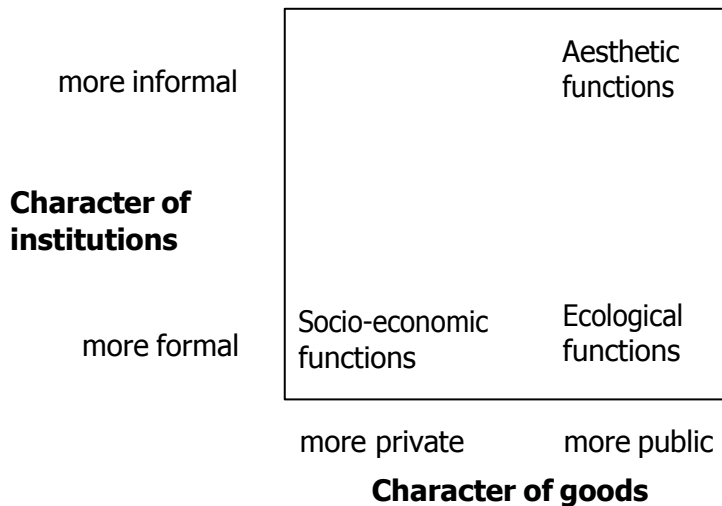 more informal
Aesthetic
functions
Character of
institutions
more formal
Socio-economic
functions
Ecological
functions
more private
more public
Character of goods